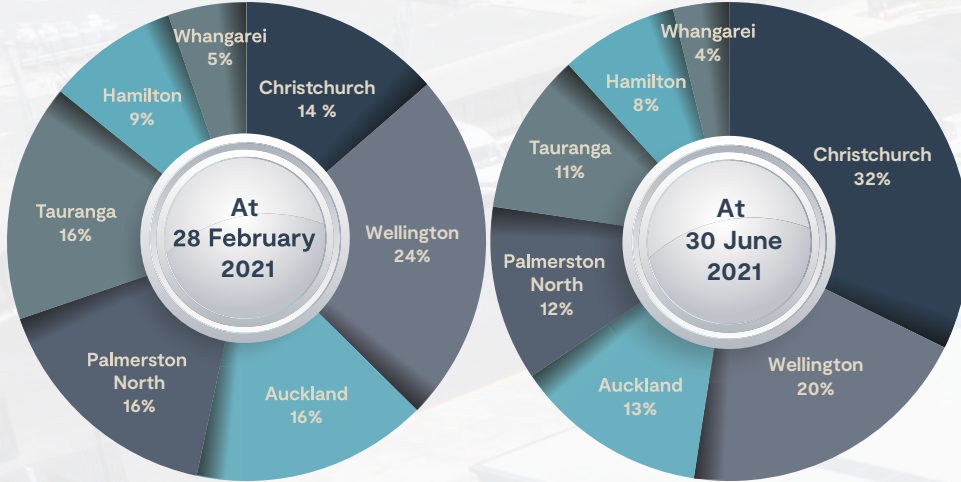 Whangarei
5%
Christchurch
14 %
Hamilton
9%
Tauranga
16%
At
28 February
2021
Wellington
24%
Palmerston
North
16%
Auckland
16%
Whangarei
4%
Hamilton
8%
Tauranga
11%
Christchurch
32%
At
30 June
2021
Palmerston
North
12%
Auckland
13%
Wellington
20%